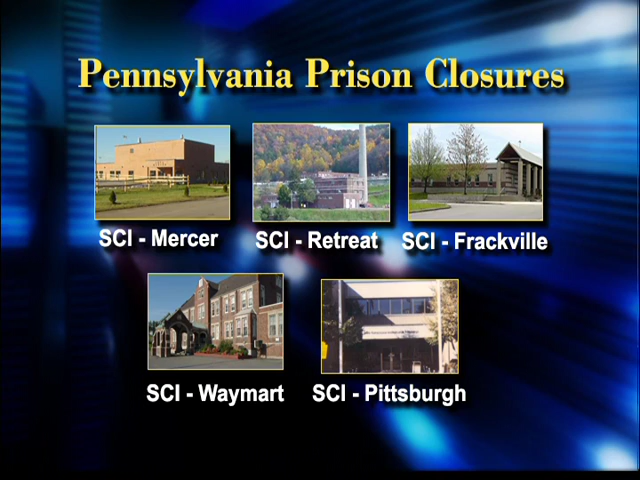 Pennsylvania Prison Closures
SCI - Mercer
SCI - Retreat
SCI - Frackville
SCI - Waymart
SCI - Pittsburgh